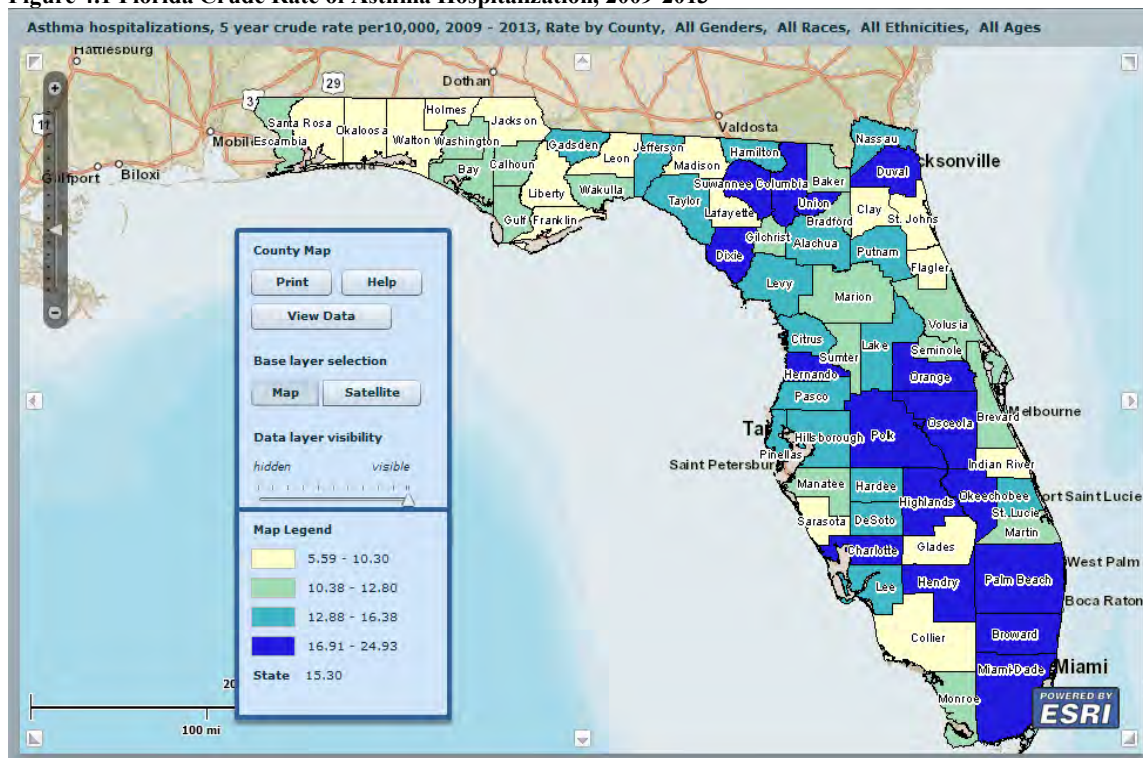 Figure 4.1 Florida Crude Rate of Asthma Hospitalization, 2009-2013
Asthma hospitalizations, 5 year crude rate per10,000, 2009 - 2013, Rate by County, All Genders, All Races, All Ethnicities, All Ages
Hattiesburg
Dothan
29
Valdosta
Mobil
Biloxi
cksonville
Holmes
Jackson
Santa Rosa
Okaloosa
Escambia
Walton
Washington
Calhoun
Bay
Gadsden
Leon
Jefferson
Madison
Hamilton
Nassau
Duval
Liberty
Wakulla
Taylor
Suwannee
Columbia
Baker
Union
Bradford
Clay
St. Johns
Gulf
Franklin
Lafayette
Gilchrist
Dixie
Alachua
Putnam
Flagler
Levy
Marion
Volusia
Citrus
Sumter
Lake
Seminole
Hernando
Orange
Pasco
Brevard
Melbourne
Osceola
Hillsborough
Polk
Pinellas
Saint Petersbur
Indian River
Manatee
Hardee
Highlands
Okeechobee
ort Saint Lucie
St. Lucie
Sarasota
DeSoto
Martin
Charlotte
Glades
West Palm
Lee
Hendry
Palm Beach
Boca Raton
Collier
Broward
Miami-Dade
Miami
Monroe
County Map
Print
Help
View Data
Base layer selection
Map
Satellite
Data layer visibility
hidden
visible
Map Legend
5.59 - 10.30
10.38 - 12.80
12.88 - 16.38
16.91 - 24.93
State 15.30
20
100 mi
POWERED BY
ESRI